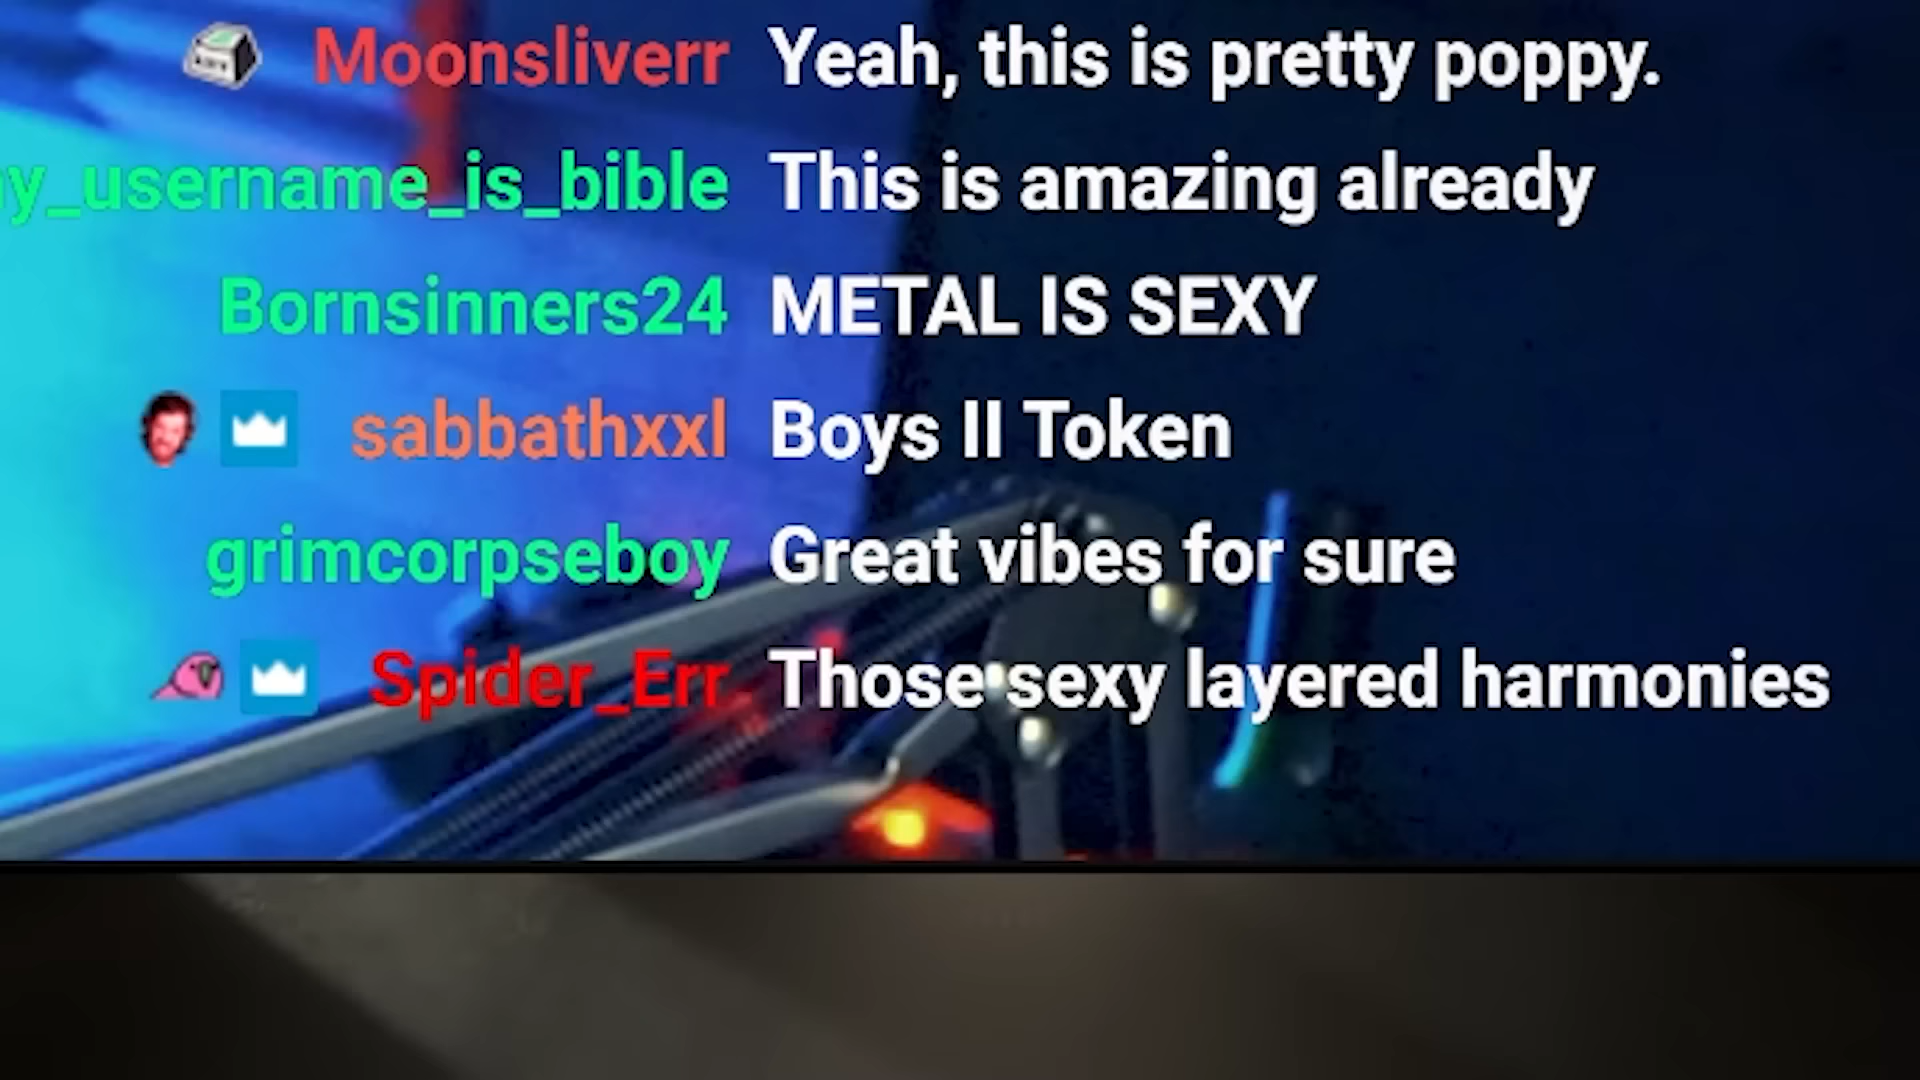 Moonsliverr Yeah, this is pretty poppy.
y_username_is_bible This is amazing already
Bornsinners24 METAL IS SEXY
sabbathxxl Boys II Token
grimcorpseboy Great vibes for sure
Spider_Err Those sexy layered harmonies